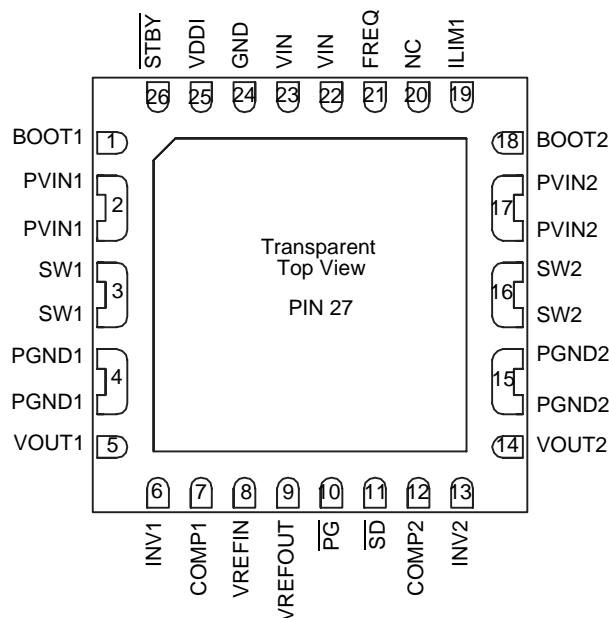 STBY
VDDI
GND
VIN
VIN
FREQ
NC
ILIM1
26
25
24
23
22
21
20
19
BOOT1
1
18
BOOT2
PVIN1
PVIN1
2
17
PVIN2
PVIN2
SW1
SW1
3
16
SW2
SW2
PGND1
PGND1
4
15
PGND2
PGND2
VOUT1
5
14
VOUT2
Transparent
Top View
PIN 27
6
7
8
9
10
11
12
13
INV1
COMP1
VREFIN
VREFOUT
PG
SD
COMP2
INV2